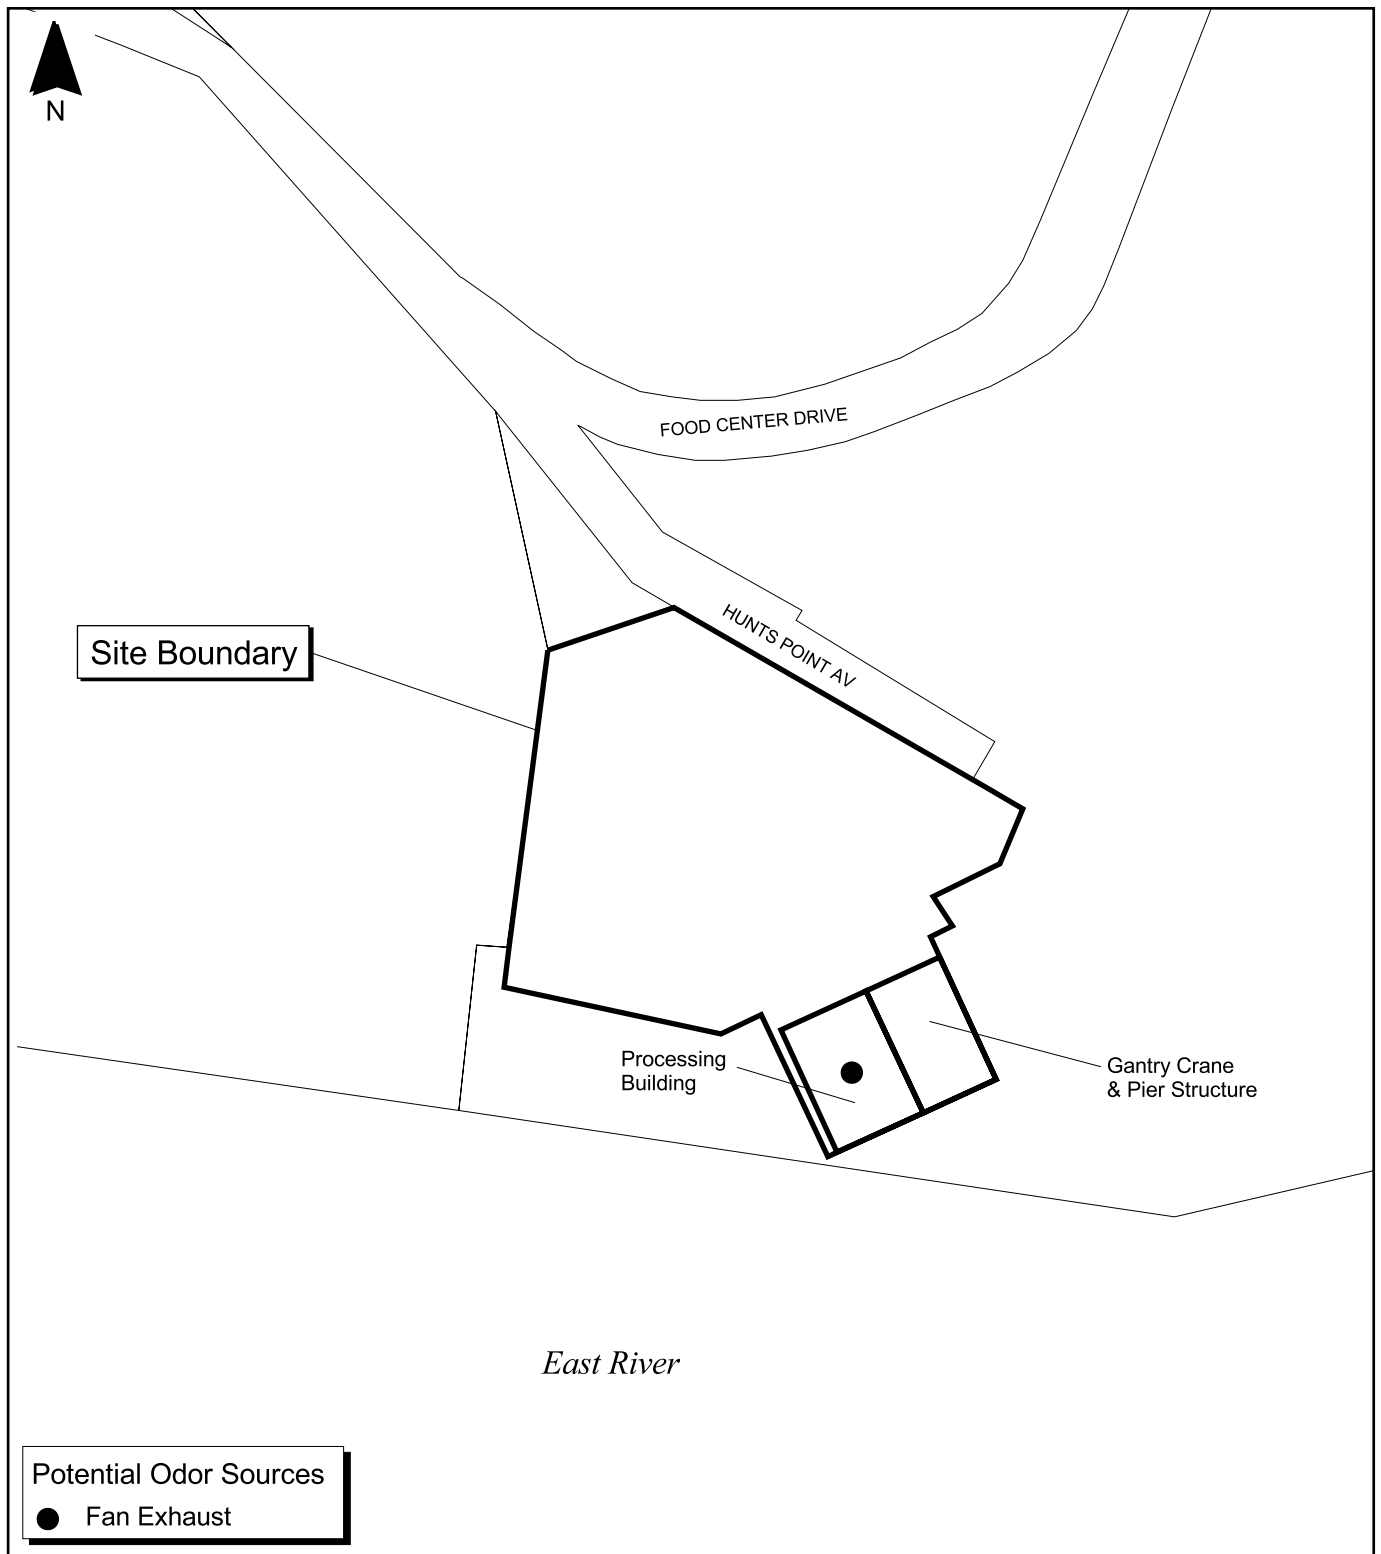 N
FOOD CENTER DRIVE
HUNTS POINT AV
Site Boundary
Processing
Building
Gantry Crane
& Pier Structure
East River
Potential Odor Sources
Fan Exhaust